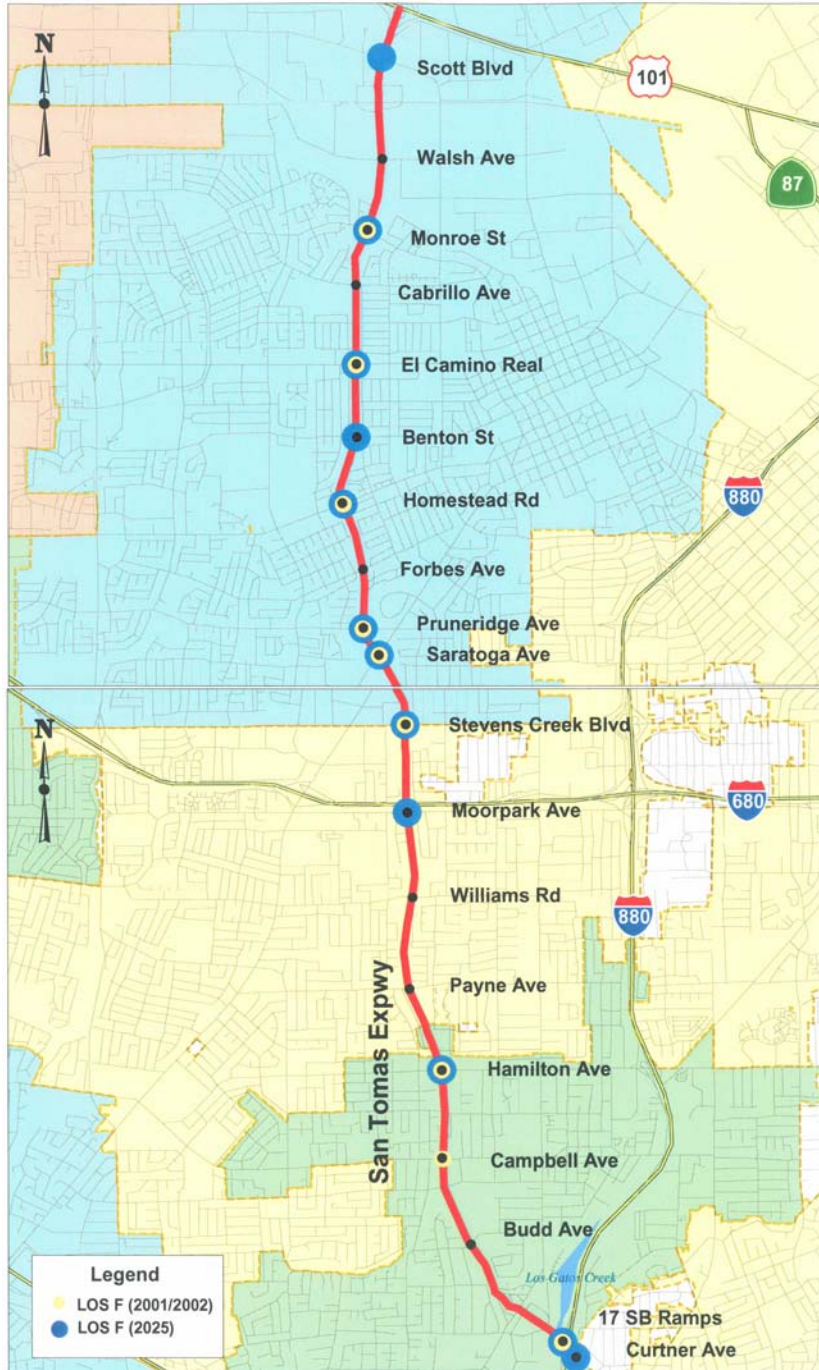 N
Scott Blvd
101
Walsh Ave
87
Monroe St
Cabrillo Ave
El Camino Real
Benton St
880
Homestead Rd
Forbes Ave
Pruneridge Ave
Saratoga Ave
N
Stevens Creek Blvd
680
Moorpark Ave
Williams Rd
880
Payne Ave
San Tomas Expwy
Hamilton Ave
Campbell Ave
Budd Ave
Los Gatos Creek
17 SB Ramps
Curtner Ave
Legend
LOS F (2001/2002)
LOS F (2025)